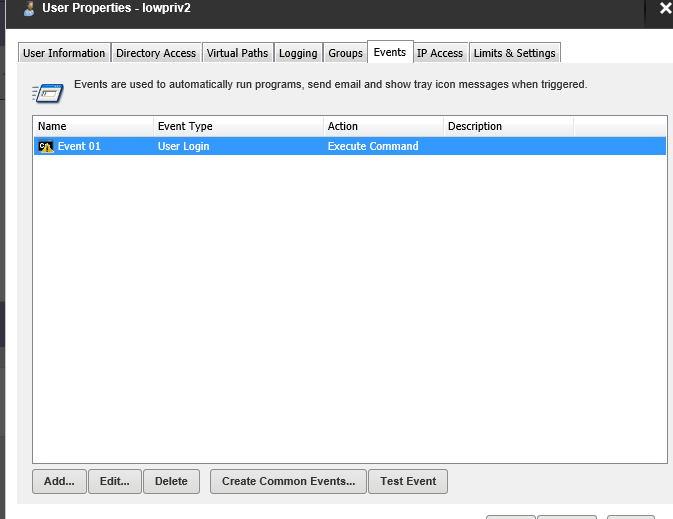 User Properties - lowpriv2
User Information Directory Access Virtual Paths Logging Groups Events IP Access Limits & Settings
Events are used to automatically run programs, send email and show tray icon messages when triggered.
Name Event Type Action Description
Event 01 User Login Execute Command
Add... Edit... Delete Create Common Events... Test Event